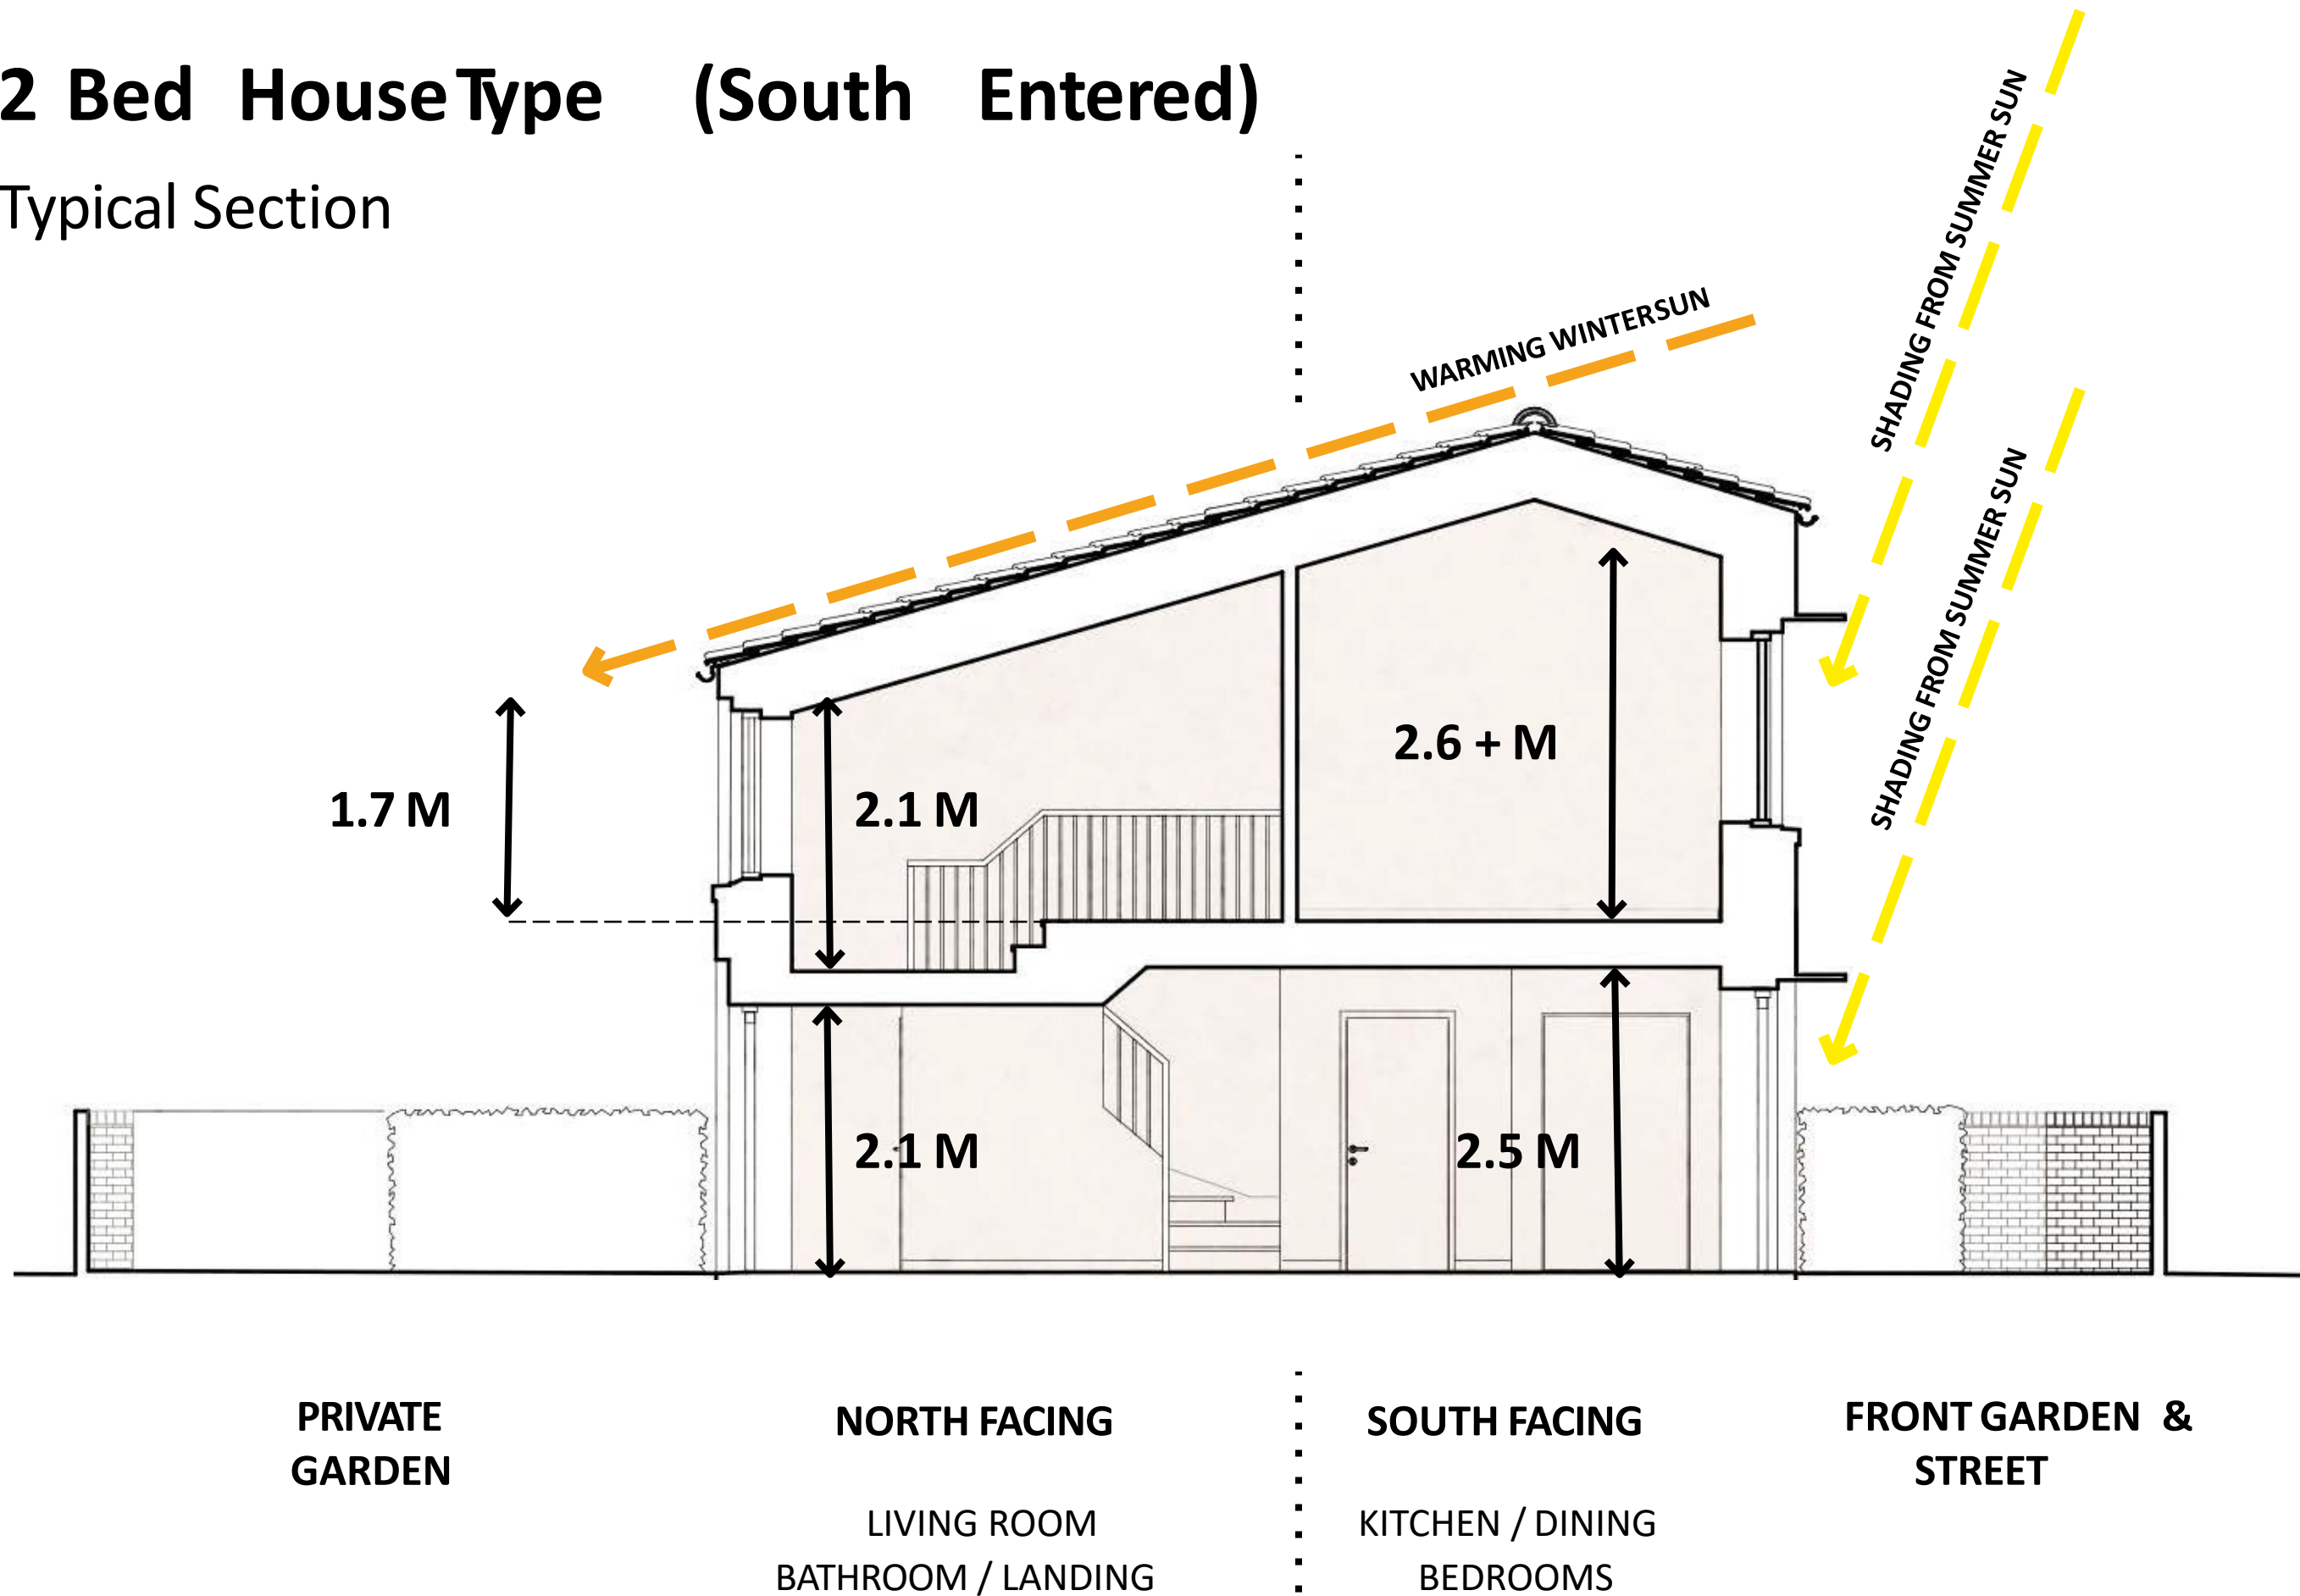 2 Bed House Type (South Entered)
Typical Section
SHADING FROM SUMMER SUN
WARMING WINTERSUN
SHADING FROM SUMMER SUN
2.6 + M
1.7 M
2.1 M
2.1 M
2.5 M
PRIVATE
GARDEN
NORTH FACING
LIVING ROOM
BATHROOM / LANDING
SOUTH FACING
KITCHEN / DINING
BEDROOMS
FRONT GARDEN &
STREET